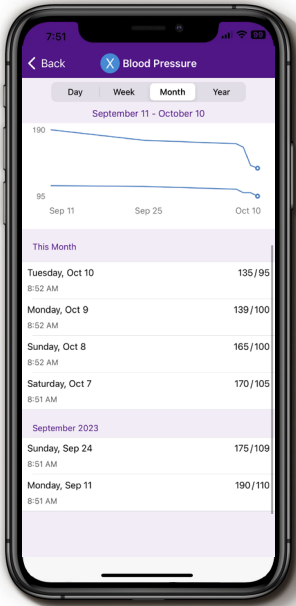 7:51
99
Back
X
Blood Pressure
Day Week Month Year
September 11 - October 10
190
95
Sep 11 Sep 25 Oct 10
This Month
Tuesday, Oct 10 135/95
8:52 AM
Monday, Oct 9 139/100
8:52 AM
Sunday, Oct 8 165/100
8:52 AM
Saturday, Oct 7 170/105
8:51 AM
September 2023
Sunday, Sep 24 175/109
8:51 AM
Monday, Sep 11 190/110
8:51 AM